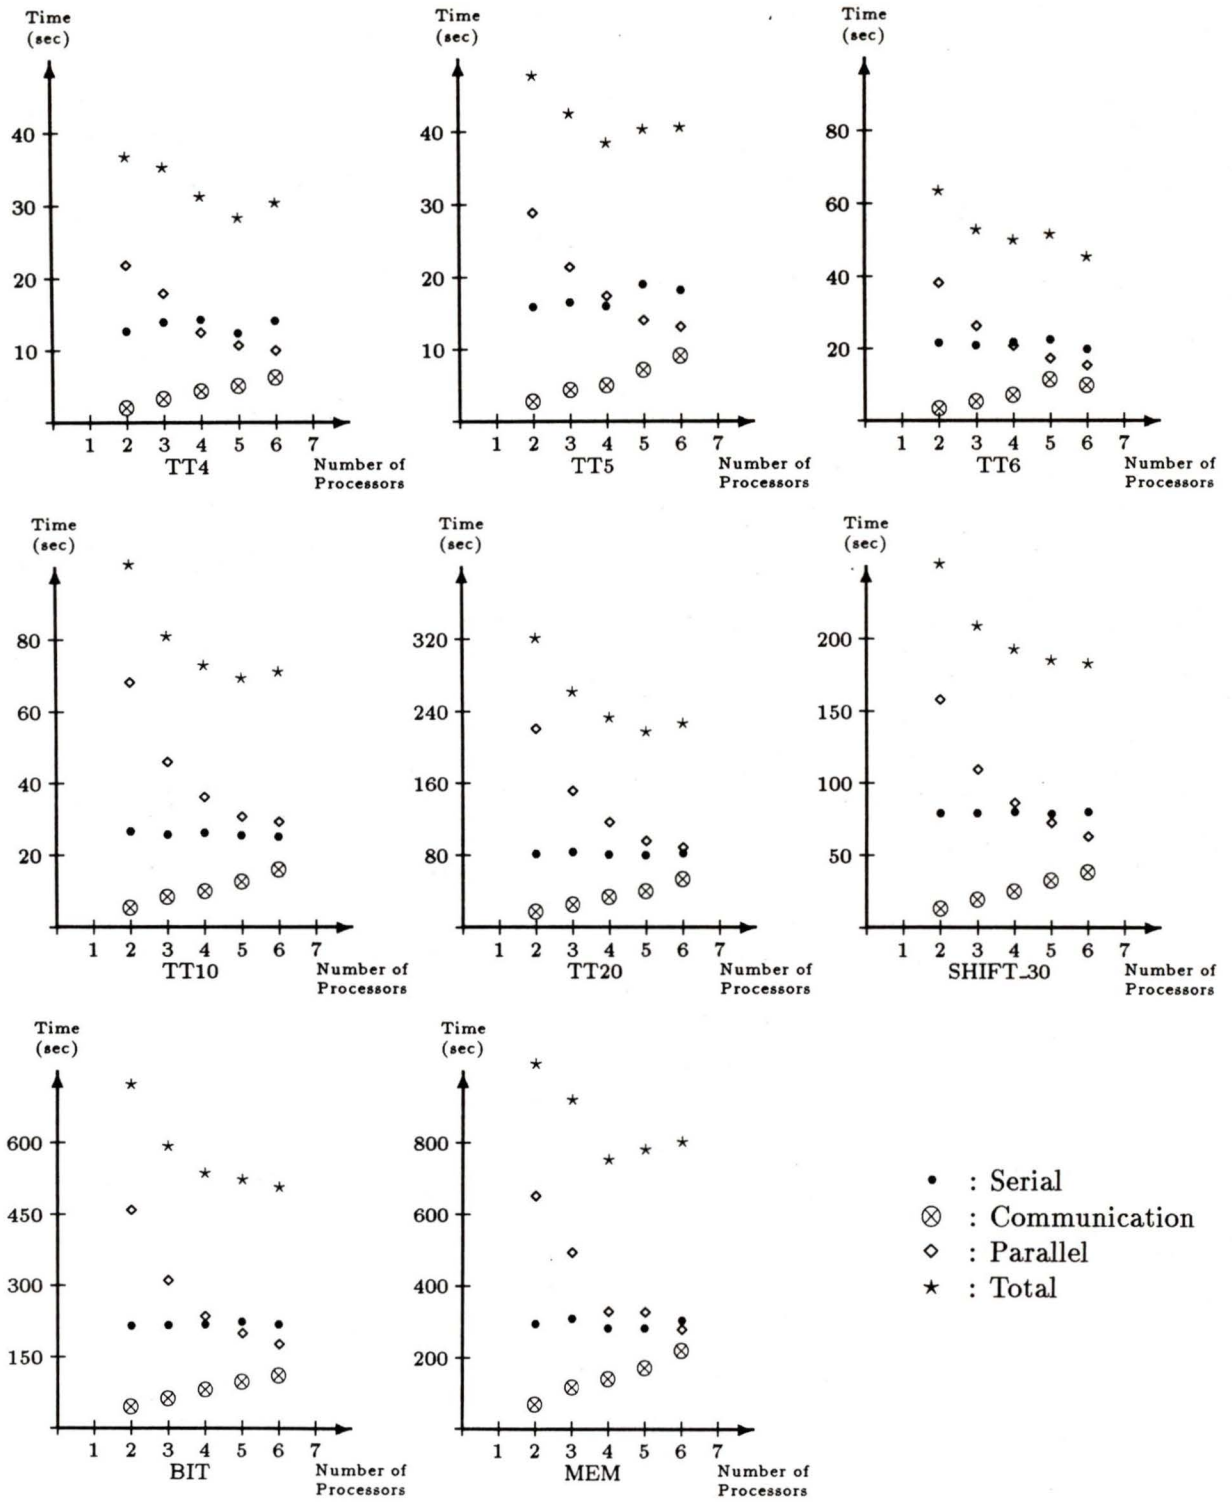 Time
(sec)
40
30
20
10
1 2 3 4 5 6 7
TT4
Number of
Processors
Time
(sec)
40
30
20
10
1 2 3 4 5 6 7
TT5
Number of
Processors
Time
(sec)
80
60
40
20
1 2 3 4 5 6 7
TT6
Number of
Processors
Time
(sec)
80
60
40
20
1 2 3 4 5 6 7
TT10
Number of
Processors
Time
(sec)
320
240
160
80
1 2 3 4 5 6 7
TT20
Number of
Processors
Time
(sec)
200
150
100
50
1 2 3 4 5 6 7
SHIFT_30
Number of
Processors
Time
(sec)
600
450
300
150
1 2 3 4 5 6 7
BIT
Number of
Processors
Time
(sec)
800
600
400
200
1 2 3 4 5 6 7
MEM
Number of
Processors
: Serial
: Communication
: Parallel
: Total